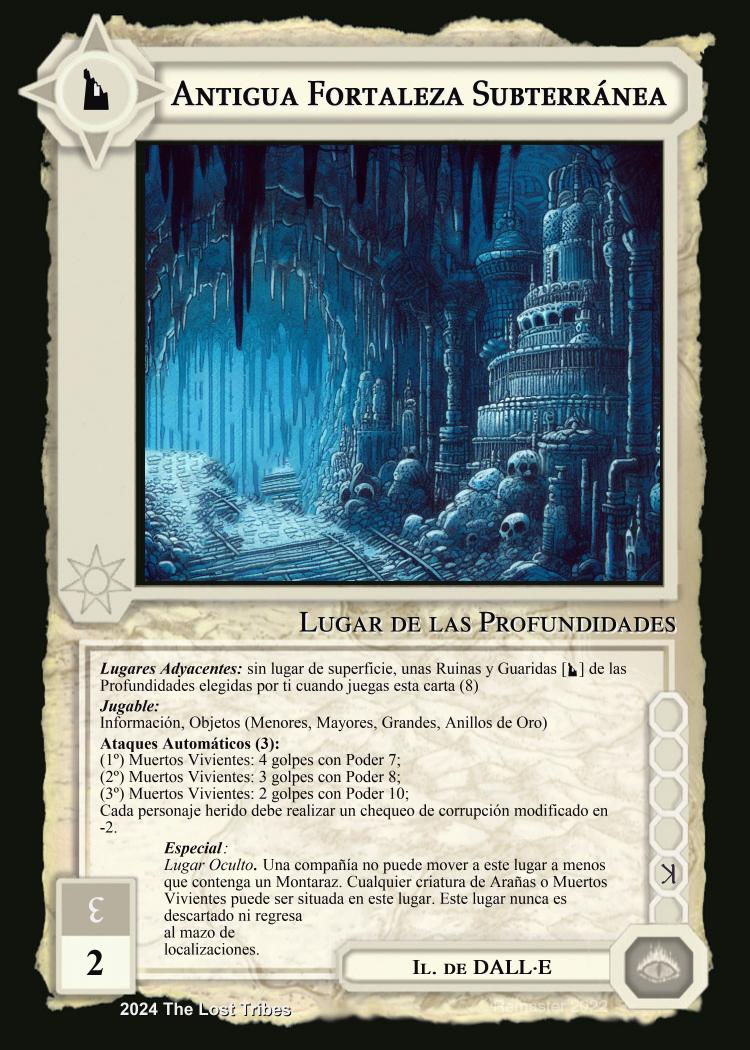 Antigua Fortaleza Subterránea
Lugar de las Profundidades
Lugares Adyacentes: sin lugar de superficie, unas Ruinas y Guaridas [] de las
Profundidades elegidas por ti cuando juegas esta carta (8)
Jugable:
Información, Objetos (Menores, Mayores, Grandes, Anillos de Oro)
Ataques Automáticos (3):
(1º) Muertos Vivientes: 4 golpes con Poder 7;
(2º) Muertos Vivientes: 3 golpes con Poder 8;
(3º) Muertos Vivientes: 2 golpes con Poder 10;
Cada personaje herido debe realizar un chequeo de corrupción modificado en
-2.
Especial:
Lugar Oculto. Una compañía no puede mover a este lugar a menos
que contenga un Montaraz. Cualquier criatura de Arañas o Muertos
Vivientes puede ser situada en este lugar. Este lugar nunca es
descartado ni regresa
al mazo de
localizaciones.
2
Il. de DALL·E
2024 The Lost Tribes
Remaster 2022